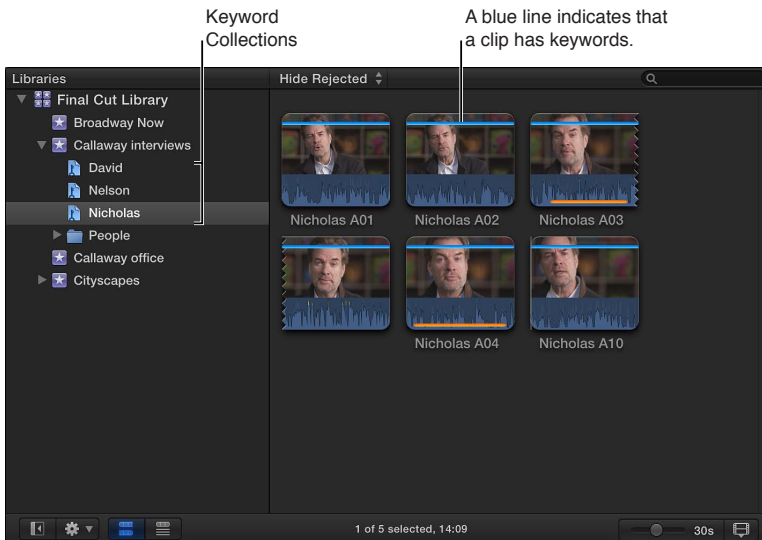 Keyword
Collections
A blue line indicates that
a clip has keywords.
Libraries
Hide Rejected
Final Cut Library
Broadway Now
Callaway interviews
David
Nelson
Nicholas
People
Callaway office
Cityscapes
Nicholas A01
Nicholas A02
Nicholas A03
Nicholas A04
Nicholas A10
1 of 5 selected, 14:09
30s